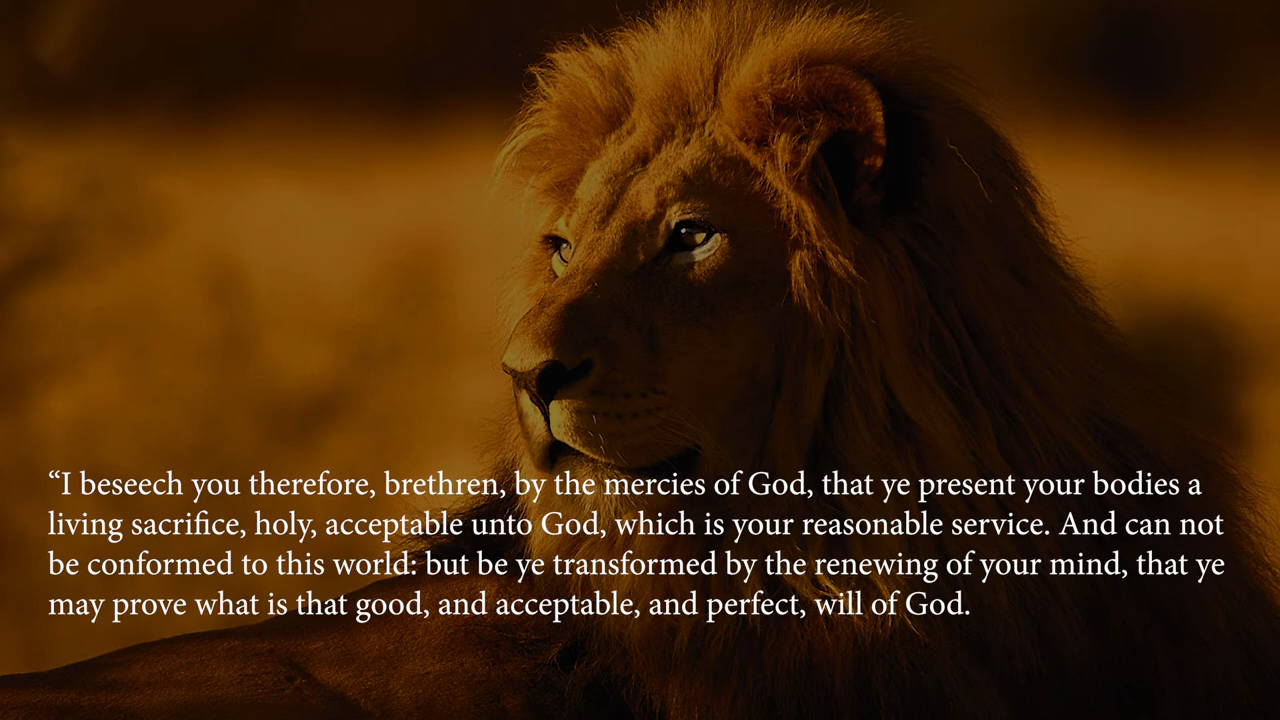 “I beseech you therefore, brethren, by the mercies of God, that ye present your bodies a
living sacrifice, holy, acceptable unto God, which is your reasonable service. And can not
be conformed to this world: but be ye transformed by the renewing of your mind, that ye
may prove what is that good, and acceptable, and perfect, will of God.